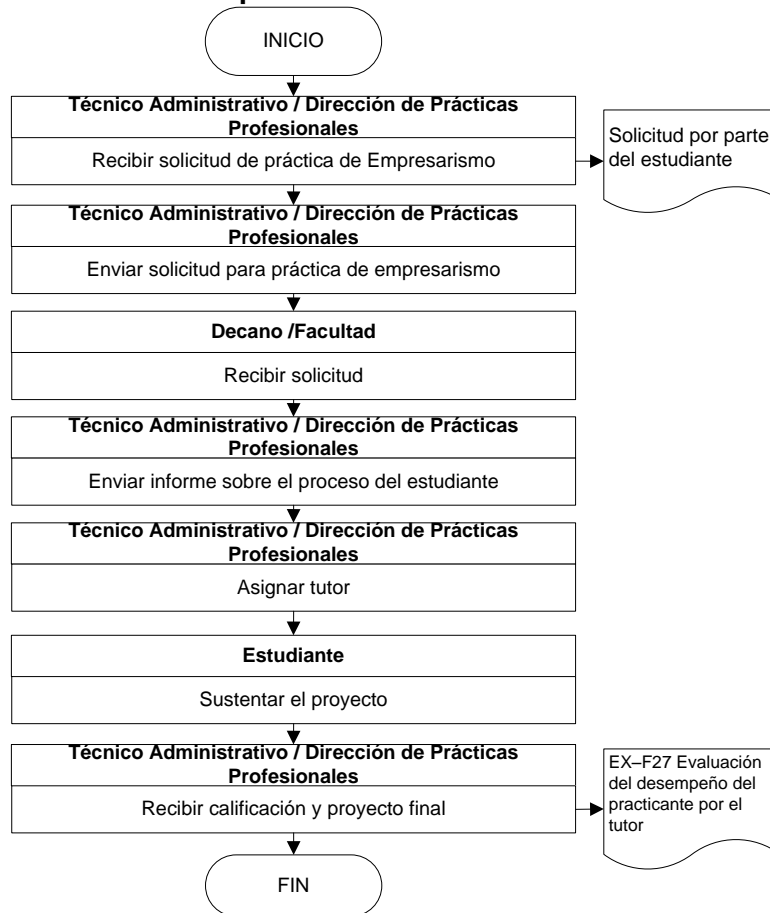 INICIO
Técnico Administrativo / Dirección de Prácticas
Profesionales
Recibir solicitud de práctica de Empresarismo
Solicitud por parte
del estudiante
Técnico Administrativo / Dirección de Prácticas
Profesionales
Enviar solicitud para práctica de empresarismo
Decano /Facultad
Recibir solicitud
Técnico Administrativo / Dirección de Prácticas
Profesionales
Enviar informe sobre el proceso del estudiante
Técnico Administrativo / Dirección de Prácticas
Profesionales
Asignar tutor
Estudiante
Sustentar el proyecto
Técnico Administrativo / Dirección de Prácticas
Profesionales
Recibir calificación y proyecto final
EX–F27 Evaluación
del desempeño del
practicante por el
tutor
FIN